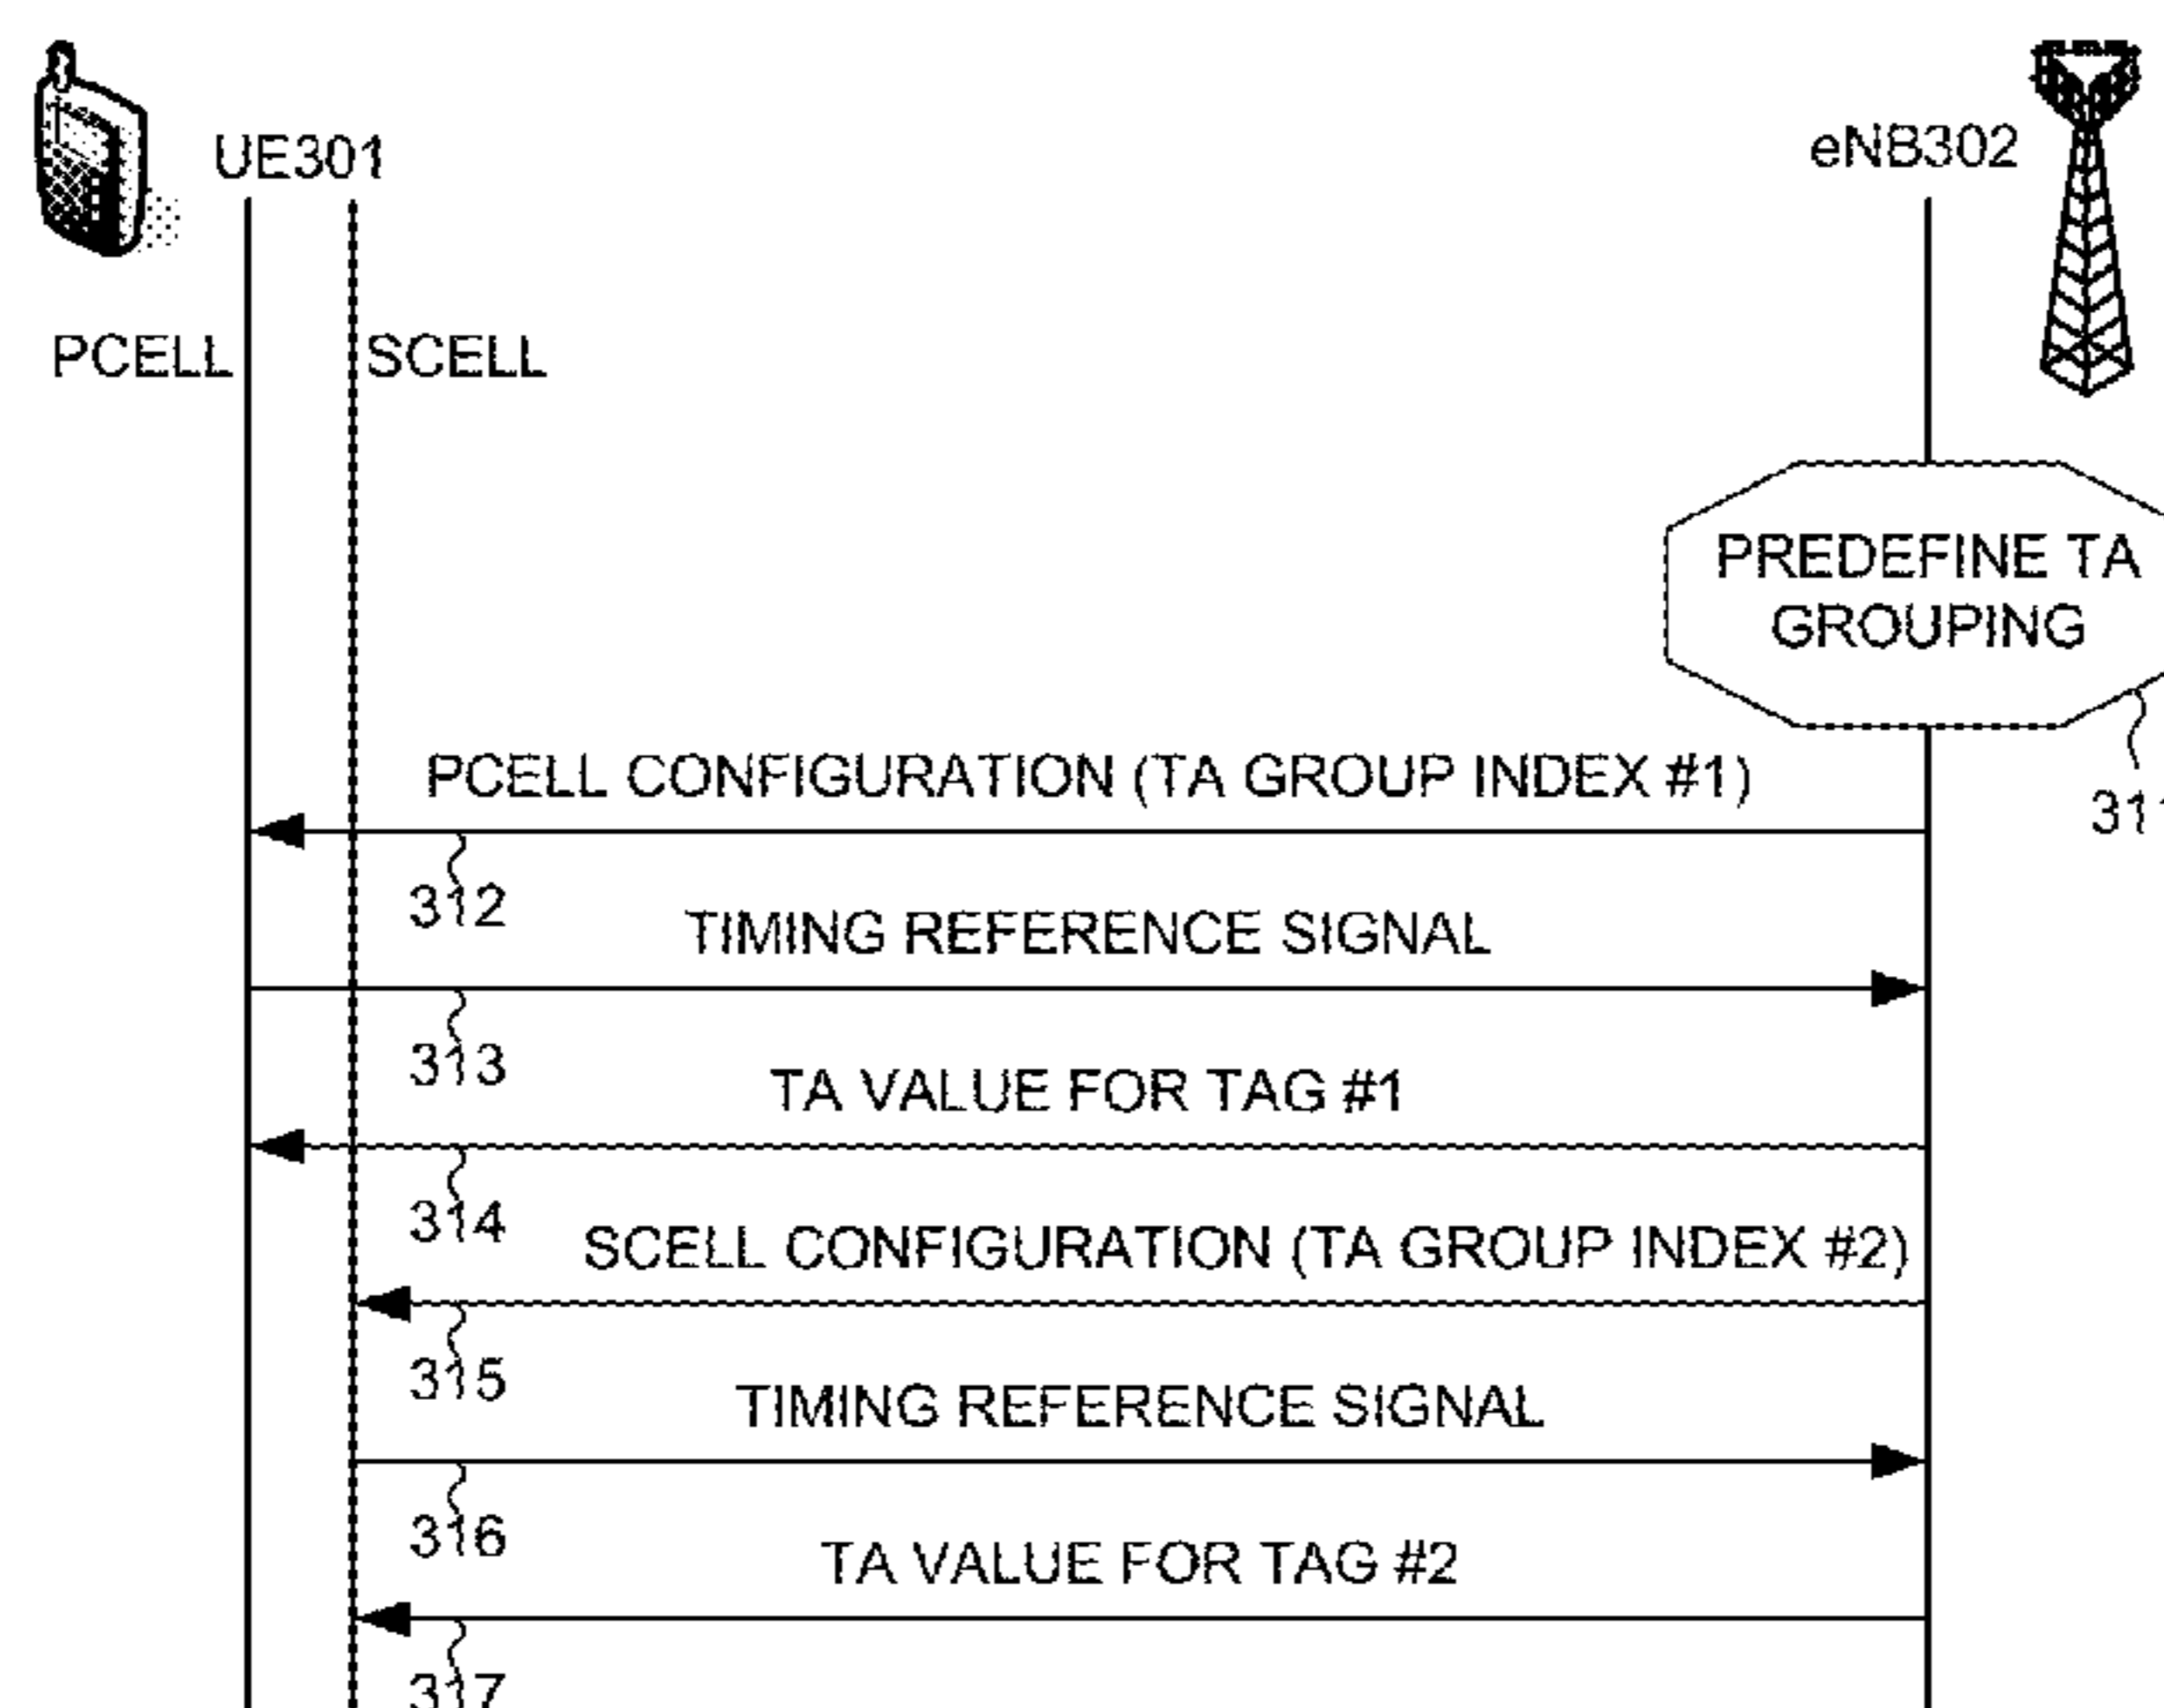 UE301
eNB302
PCELL
SCELL
PREDEFINE TA
GROUPING
PCELL CONFIGURATION (TA GROUP INDEX #1)
311
312
TIMING REFERENCE SIGNAL
313
TA VALUE FOR TAG #1
314
SCELL CONFIGURATION (TA GROUP INDEX #2)
315
TIMING REFERENCE SIGNAL
316
TA VALUE FOR TAG #2
317